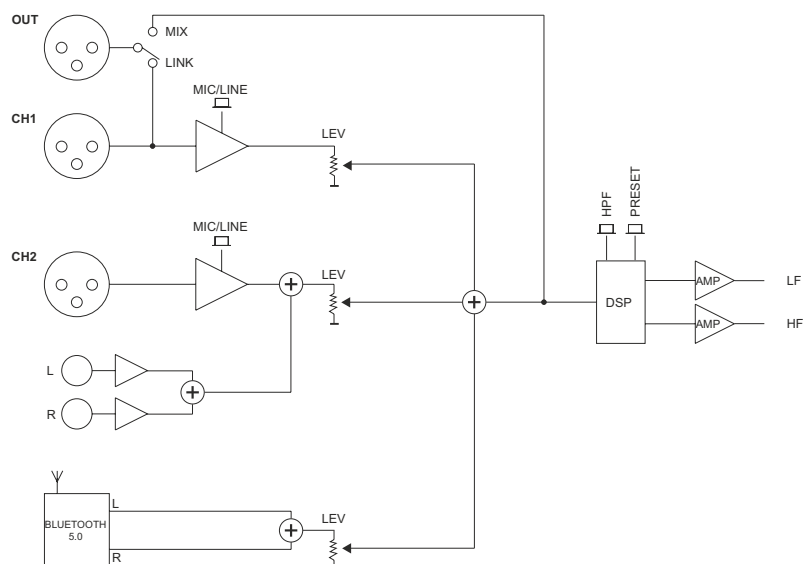 OUT
MIX
LINK
CH1
MIC/LINE
LEV
HPF
PRESET
CH2
MIC/LINE
LEV
DSP
AMP
LF
AMP
HF
L
R
BLUETOOTH
5.0
L
R
LEV